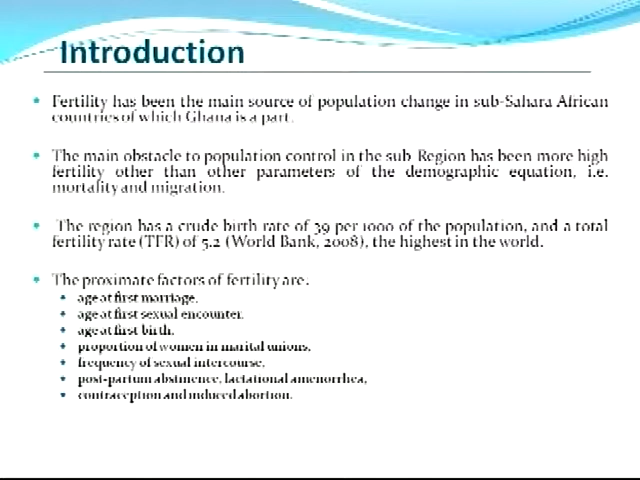 Introduction
Fertility has been the main source of population change in sub-Sahara African
countries of which Ghana is a part.
The main obstacle to population control in the sub-Region has been more high
fertility other than other parameters of the demographic equation, i.e.
mortality and migration.
The region has a crude birth rate of 39 per 1000 of the population, and a total
fertility rate (TFR) of 5.2 (World Bank, 2008), the highest in the world.
The proximate factors of fertility are.
age at first marriage,
age at first sexual encounter,
age at first birth,
proportion of women in marital unions,
frequency of sexual intercourse,
post-partum abstinence, lactational amenorrhea,
contraception and induced abortion.